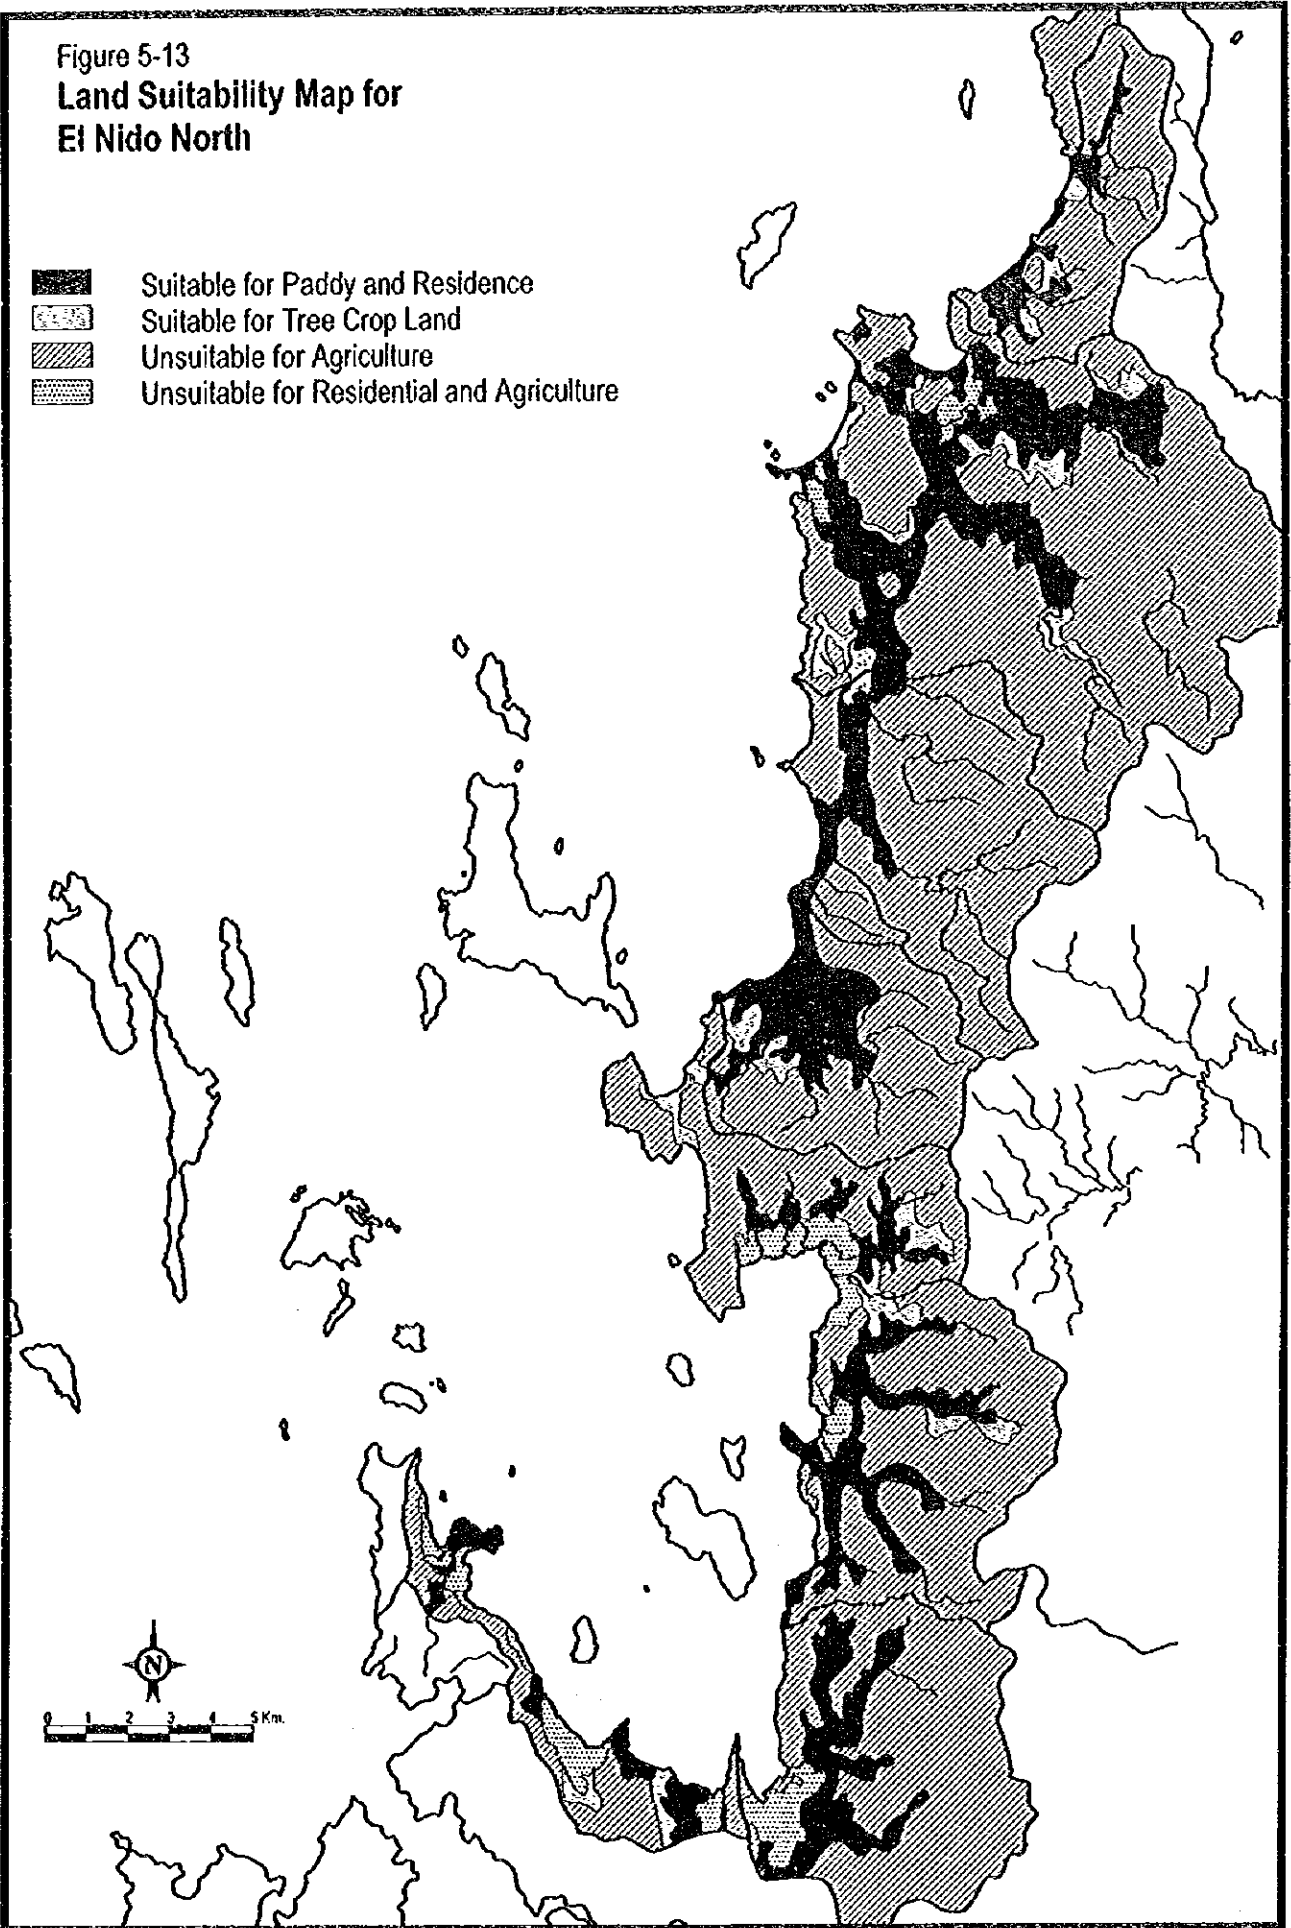 Figure 5-13
Land Suitability Map for
El Nido North
Suitable for Paddy and Residence
Suitable for Tree Crop Land
Unsuitable for Agriculture
Unsuitable for Residential and Agriculture
N
0 1 2 3 4 5 Km.